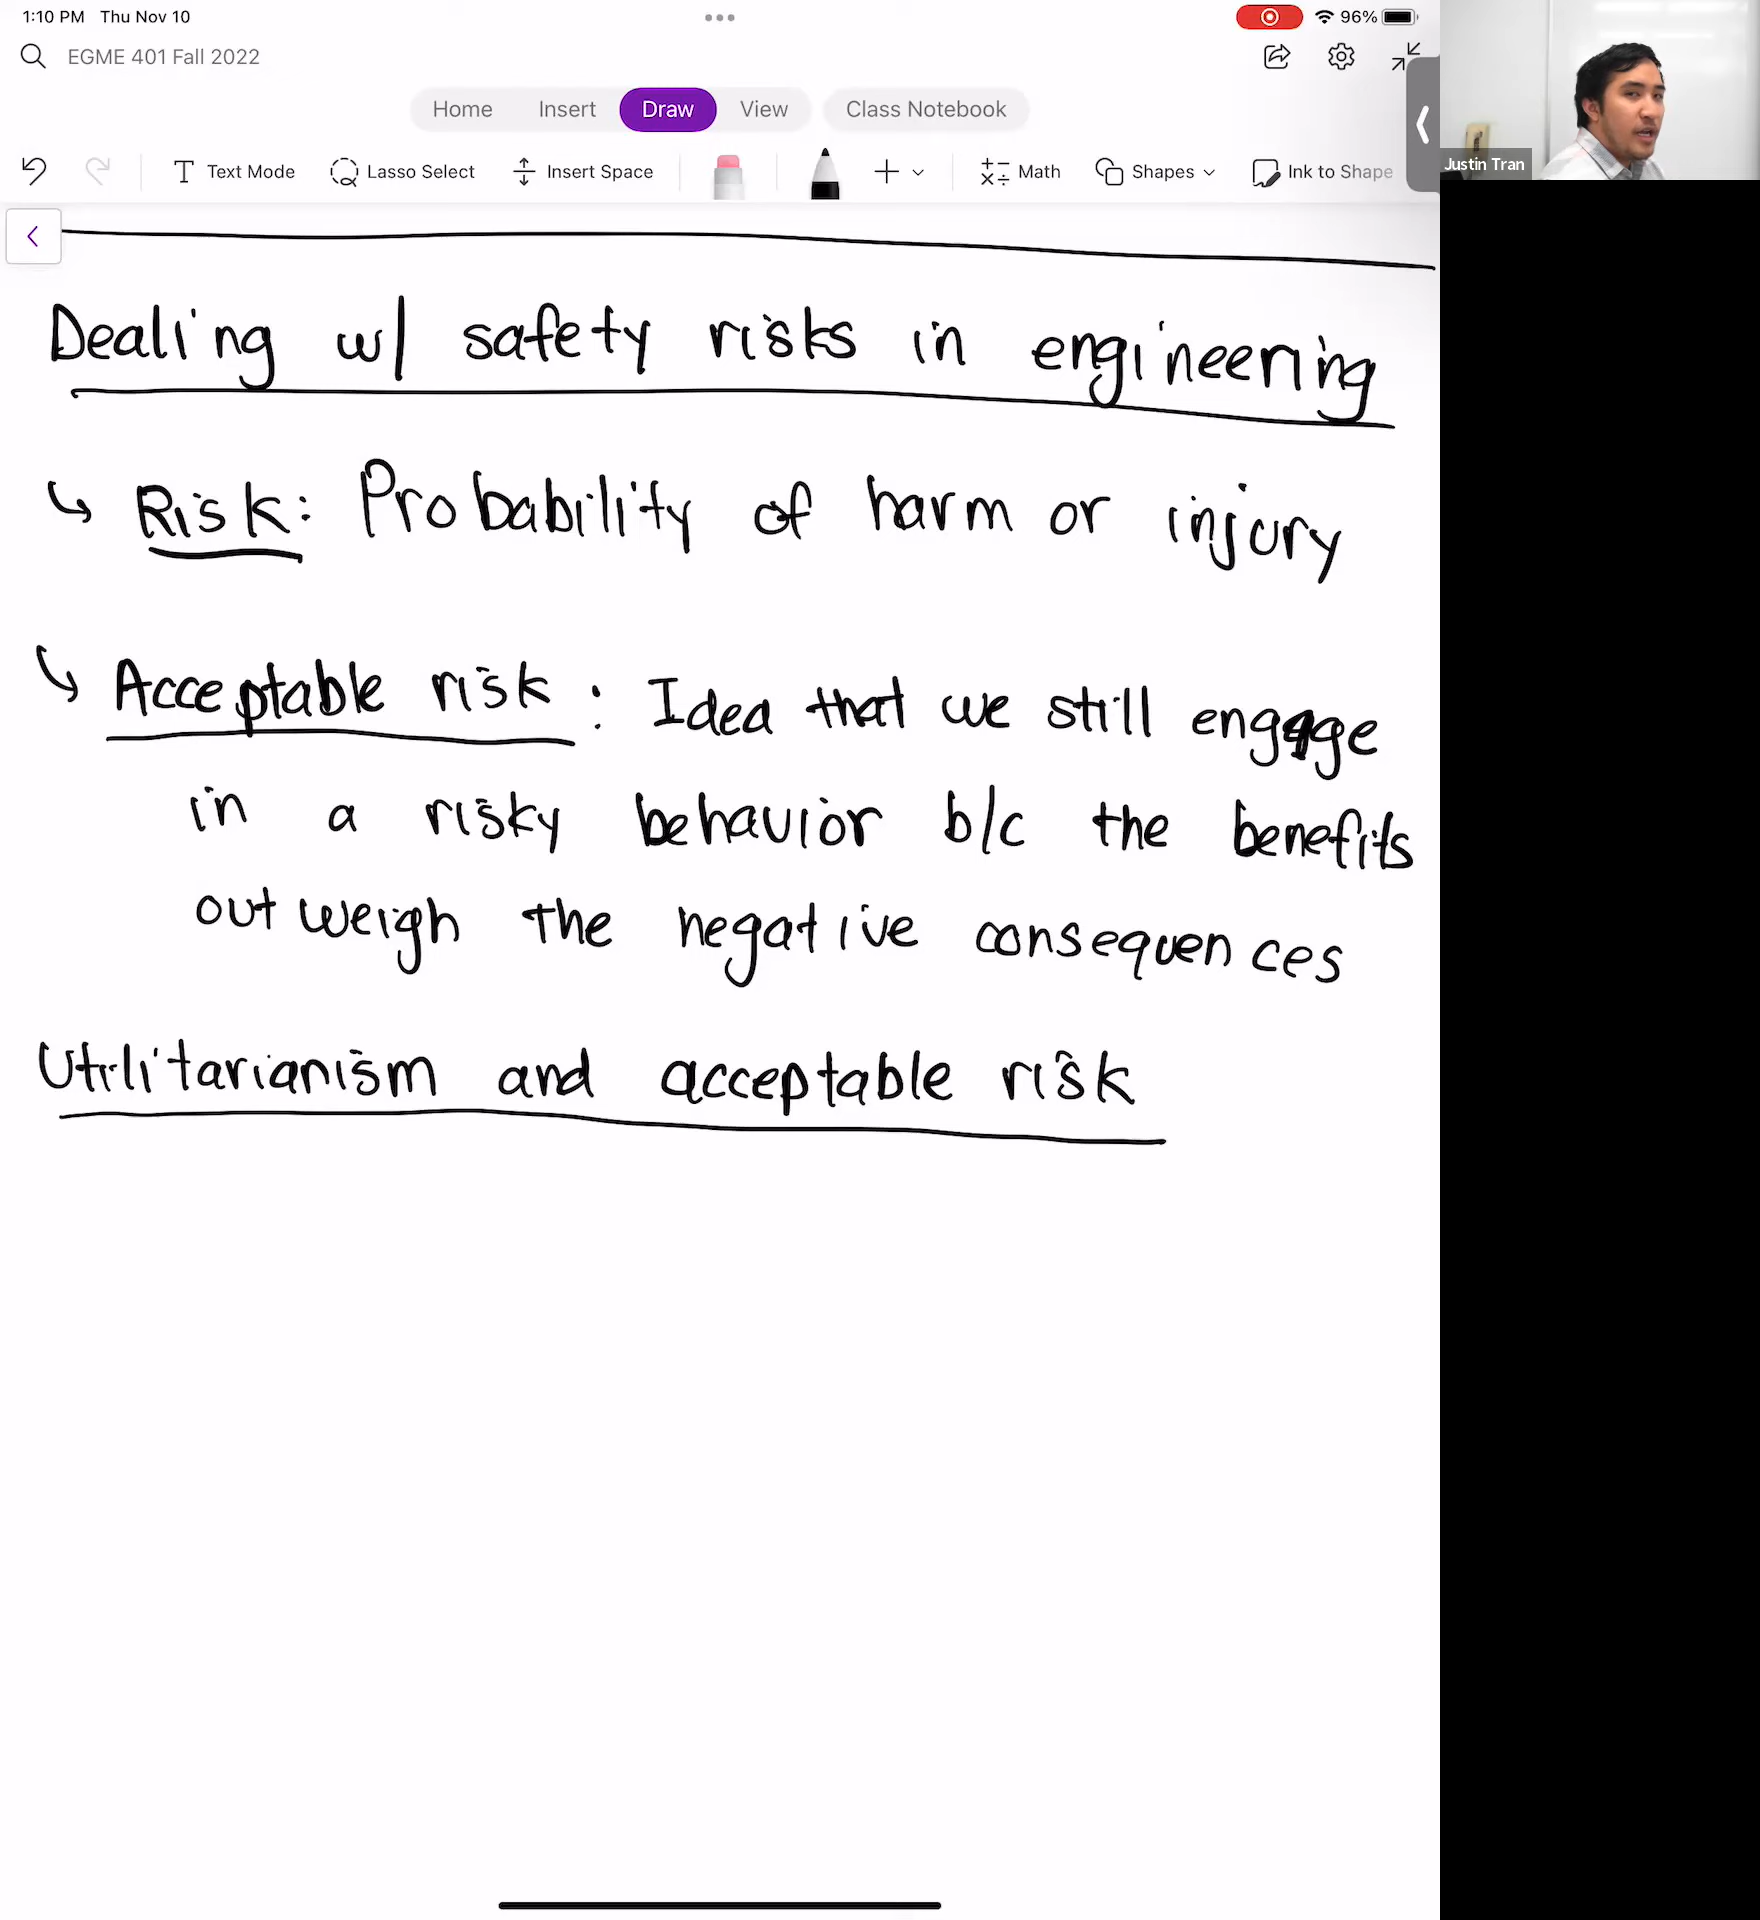 1:10 PM Thu Nov 10
96%
EGME 401 Fall 2022
Home Insert Draw View Class Notebook
Text Mode Lasso Select Insert Space Math Shapes Ink to Shape
Justin Tran
Dealing w/ safety risks in engineering
Risk: Probability of harm or injury
Acceptable risk: Idea that we still engage
in a risky behavior b/c the benefits
outweigh the negative consequences
Utilitarianism and acceptable risk